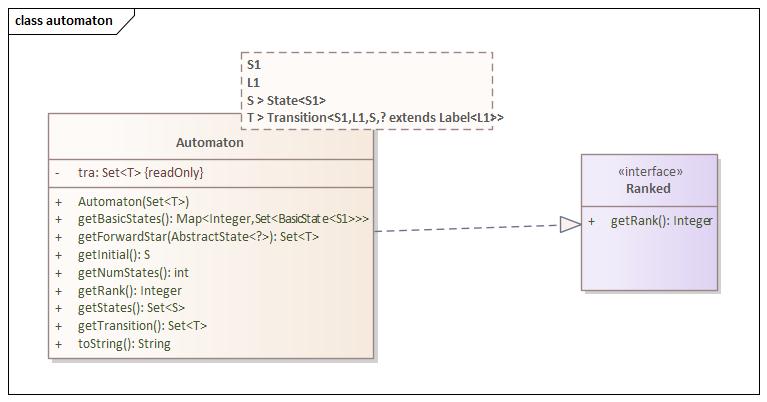 class automaton
S1
L1
S > State<S1>
T > Transition<S1,L1,S,? extends Label<L1>>
Automaton
- tra: Set<T> {readOnly}
+ Automaton(Set<T>)
+ getBasicStates(): Map<Integer,Set<BasicState<S1>>>
+ getForwardStar(AbstractState<?>): Set<T>
+ getInitial(): S
+ getNumStates(): int
+ getRank(): Integer
+ getStates(): Set<S>
+ getTransition(): Set<T>
+ toString(): String
«interface»
Ranked
+ getRank(): Integer